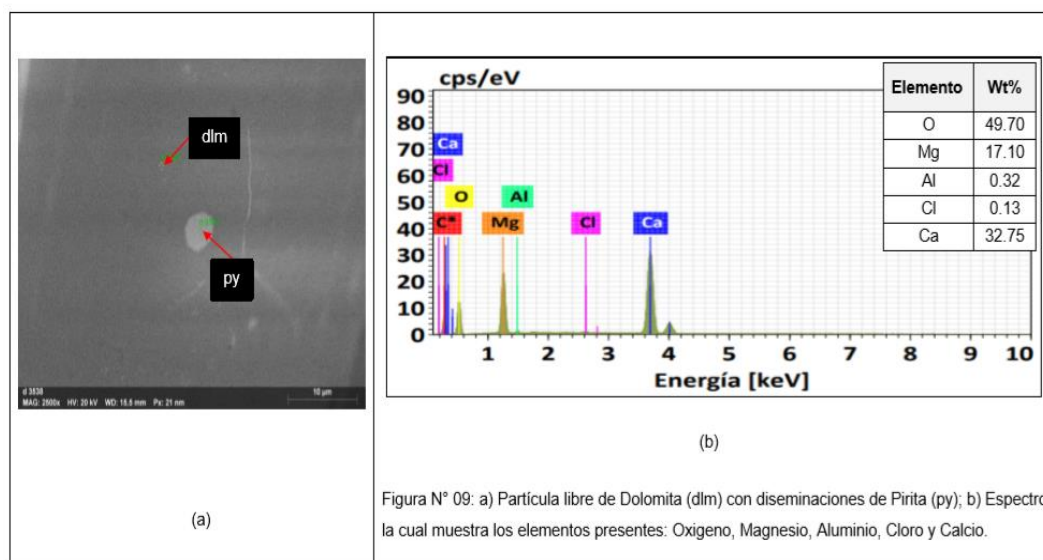 dlm
py
d 3538
MAG: 2500x HV: 20 kV WD: 15.5 mm Px: 21 nm
10 µm
(a)
cps/eV
90
80
70
60
50
40
30
20
10
0
Ca
Cl
O
Al
C*
Mg
Cl
Ca
1 2 3 4 5 6 7 8 9 10
Energía [keV]
Elemento Wt%
O 49.70
Mg 17.10
Al 0.32
Cl 0.13
Ca 32.75
(b)
Figura N° 09: a) Partícula libre de Dolomita (dlm) con diseminaciones de Pirita (py); b) Espectro
la cual muestra los elementos presentes: Oxigeno, Magnesio, Aluminio, Cloro y Calcio.